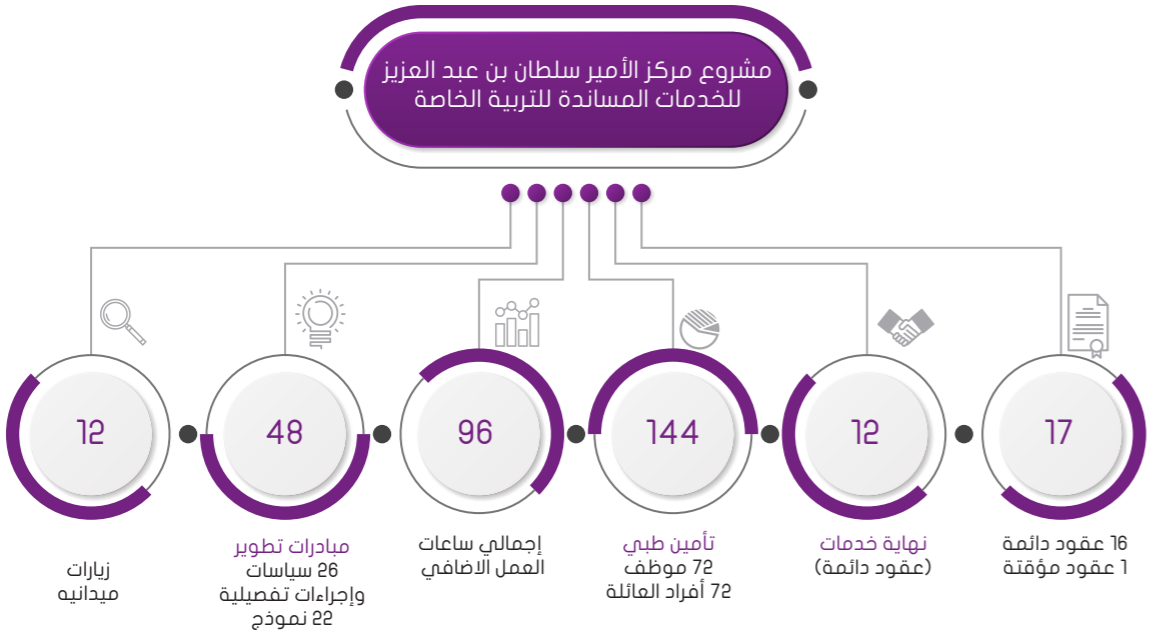 مشروع مركز الأمير سلطان بن عبد العزيز
للخدمات المساندة للتربية الخاصة
17
16 عقود دائمة
1 عقود مؤقتة
12
نهاية خدمات
(عقود دائمة)
144
تأمين طبي
72 موظف
72 أفراد العائلة
96
إجمالي ساعات
العمل الاضافي
48
مبادرات تطوير
26 سياسات
وإجراءات تفصيلية
22 نموذج
12
زيارات
ميدانيه